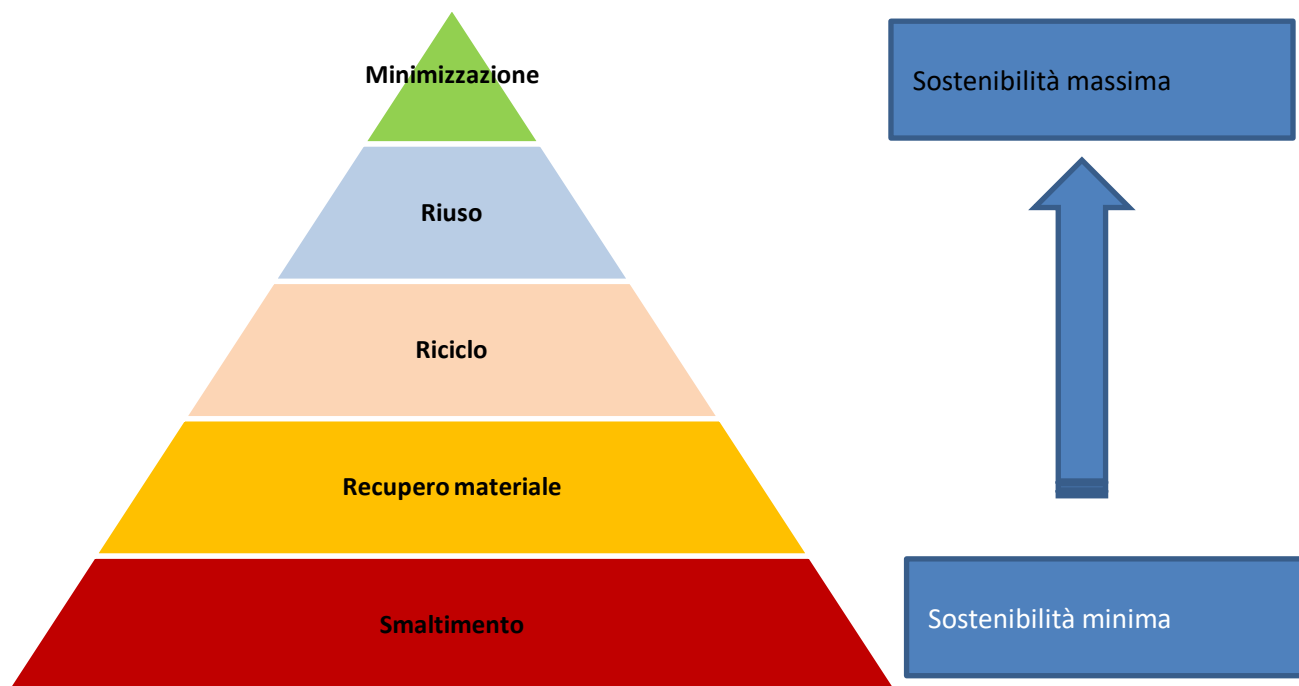 Minimizzazione
Sostenibilità massima
Riuso
Riciclo
Recupero materiale
Smaltimento
Sostenibilità minima